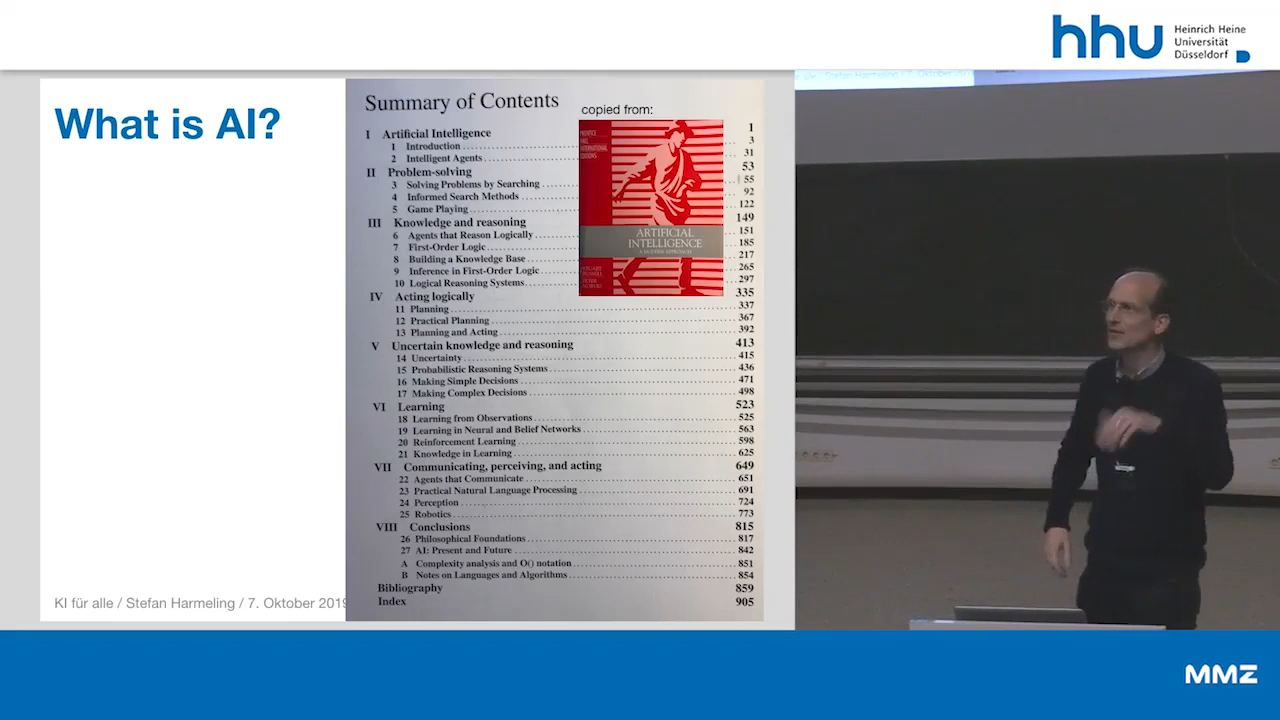 hhu
Heinrich Heine
Universität
Düsseldorf
What is AI?
Summary of Contents
copied from:
I Artificial Intelligence 1
1 Introduction 3
2 Intelligent Agents 31
II Problem-solving 53
3 Solving Problems by Searching 55
4 Informed Search Methods 92
5 Game Playing 122
III Knowledge and reasoning 149
6 Agents that Reason Logically 151
7 First-Order Logic 185
8 Building a Knowledge Base 217
9 Inference in First-Order Logic 265
10 Logical Reasoning Systems 297
IV Acting logically 335
11 Planning 337
12 Practical Planning 367
13 Planning and Acting 392
V Uncertain knowledge and reasoning 413
14 Uncertainty 415
15 Probabilistic Reasoning Systems 436
16 Making Simple Decisions 471
17 Making Complex Decisions 498
VI Learning 523
18 Learning from Observations 525
19 Learning in Neural and Belief Networks 563
20 Reinforcement Learning 598
21 Knowledge in Learning 625
VII Communicating, perceiving, and acting 649
22 Agents that Communicate 651
23 Practical Natural Language Processing 691
24 Perception 724
25 Robotics 773
VIII Conclusions 815
26 Philosophical Foundations 817
27 AI: Present and Future 842
A Complexity analysis and O() notation 851
B Notes on Languages and Algorithms 854
Bibliography 859
Index 905
PRENTICE
HALL
INTERNATIONAL
EDITIONS
ARTIFICIAL
INTELLIGENCE
A MODERN APPROACH
KI für alle / Stefan Harmeling / 7. Oktober 2019
MMZ